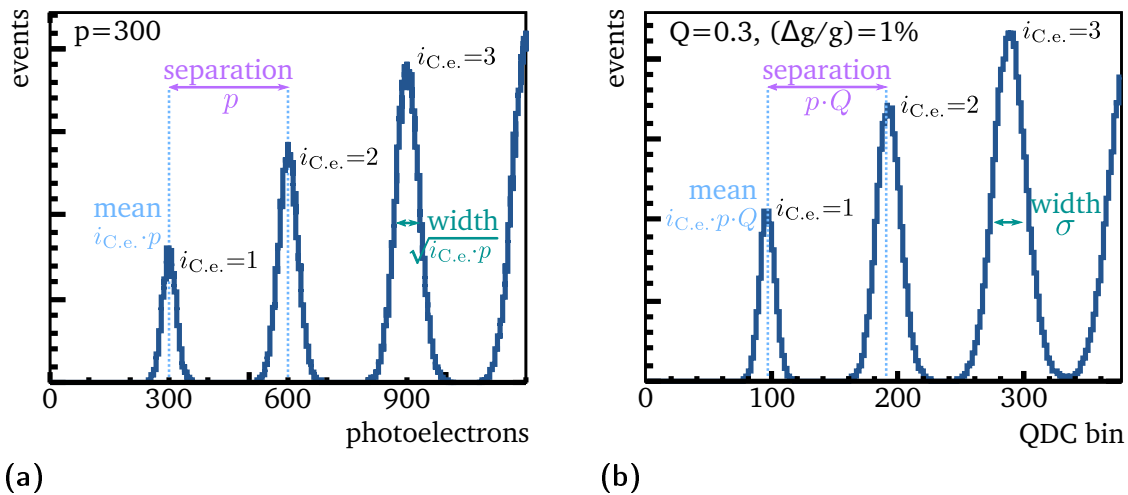 events
p=300
separation
p
i_C.e.=3
i_C.e.=2
mean
i_C.e.·p
i_C.e.=1
width
√i_C.e.·p
0
300
600
900
photoelectrons
(a)
events
Q=0.3, (Δg/g)=1%
i_C.e.=3
separation
p·Q
i_C.e.=2
mean
i_C.e.·p·Q
i_C.e.=1
width
σ
0
100
200
300
QDC bin
(b)